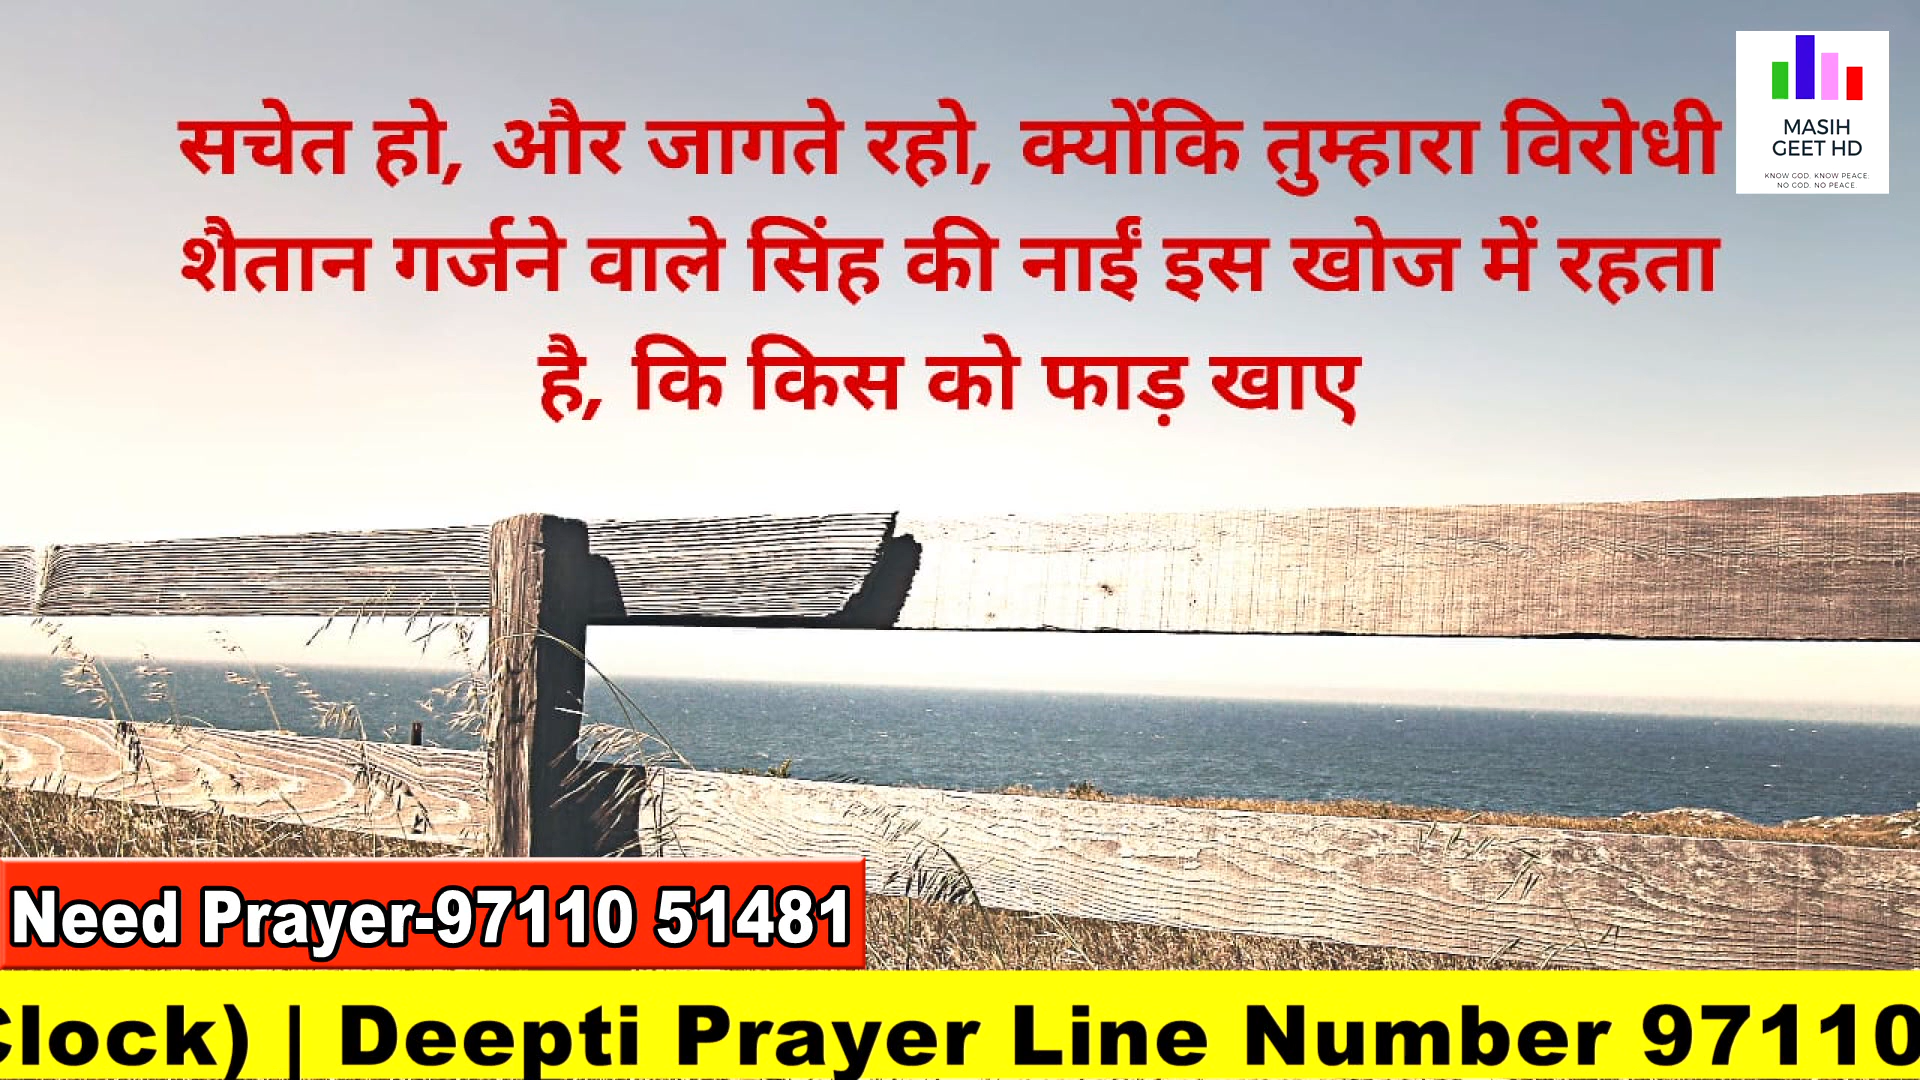 सचेत हो, और जागते रहो, क्योंकि तुम्हारा विरोधी
शैतान गर्जने वाले सिंह की नाईं इस खोज में रहता
है, कि किस को फाड़ खाए
MASIH
GEET HD
KNOW GOD. KNOW PEACE.
NO GOD. NO PEACE.
Need Prayer-97110 51481
Clock) | Deepti Prayer Line Number 97110